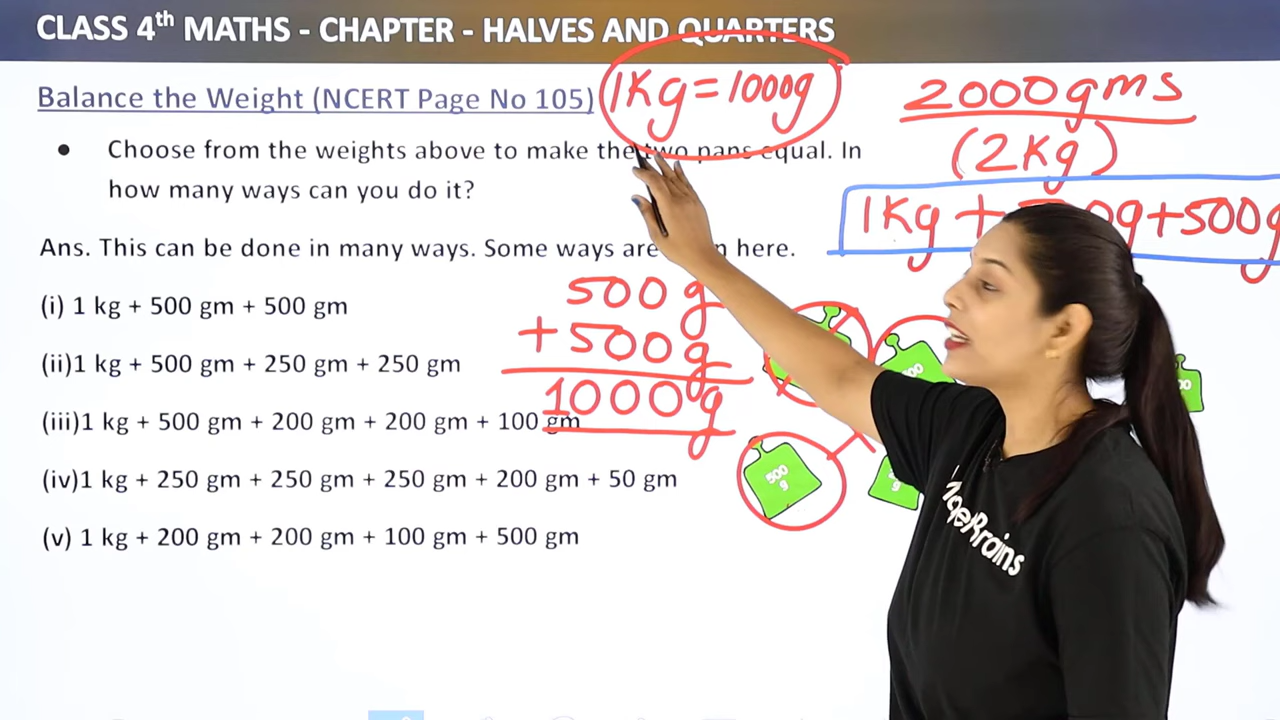 CLASS 4th MATHS - CHAPTER - HALVES AND QUARTERS
Balance the Weight (NCERT Page No 105)
1Kg = 1000g
2000gms
(2Kg)
• Choose from the weights above to make the two pans equal. In
how many ways can you do it?
1Kg + 0g+500g
Ans. This can be done in many ways. Some ways are here.
(i) 1 kg + 500 gm + 500 gm
(ii)1 kg + 500 gm + 250 gm + 250 gm
(iii)1 kg + 500 gm + 200 gm + 200 gm + 100 gm
(iv)1 kg + 250 gm + 250 gm + 250 gm + 200 gm + 50 gm
(v) 1 kg + 200 gm + 200 gm + 100 gm + 500 gm
500g
+500g
1000g
500
g